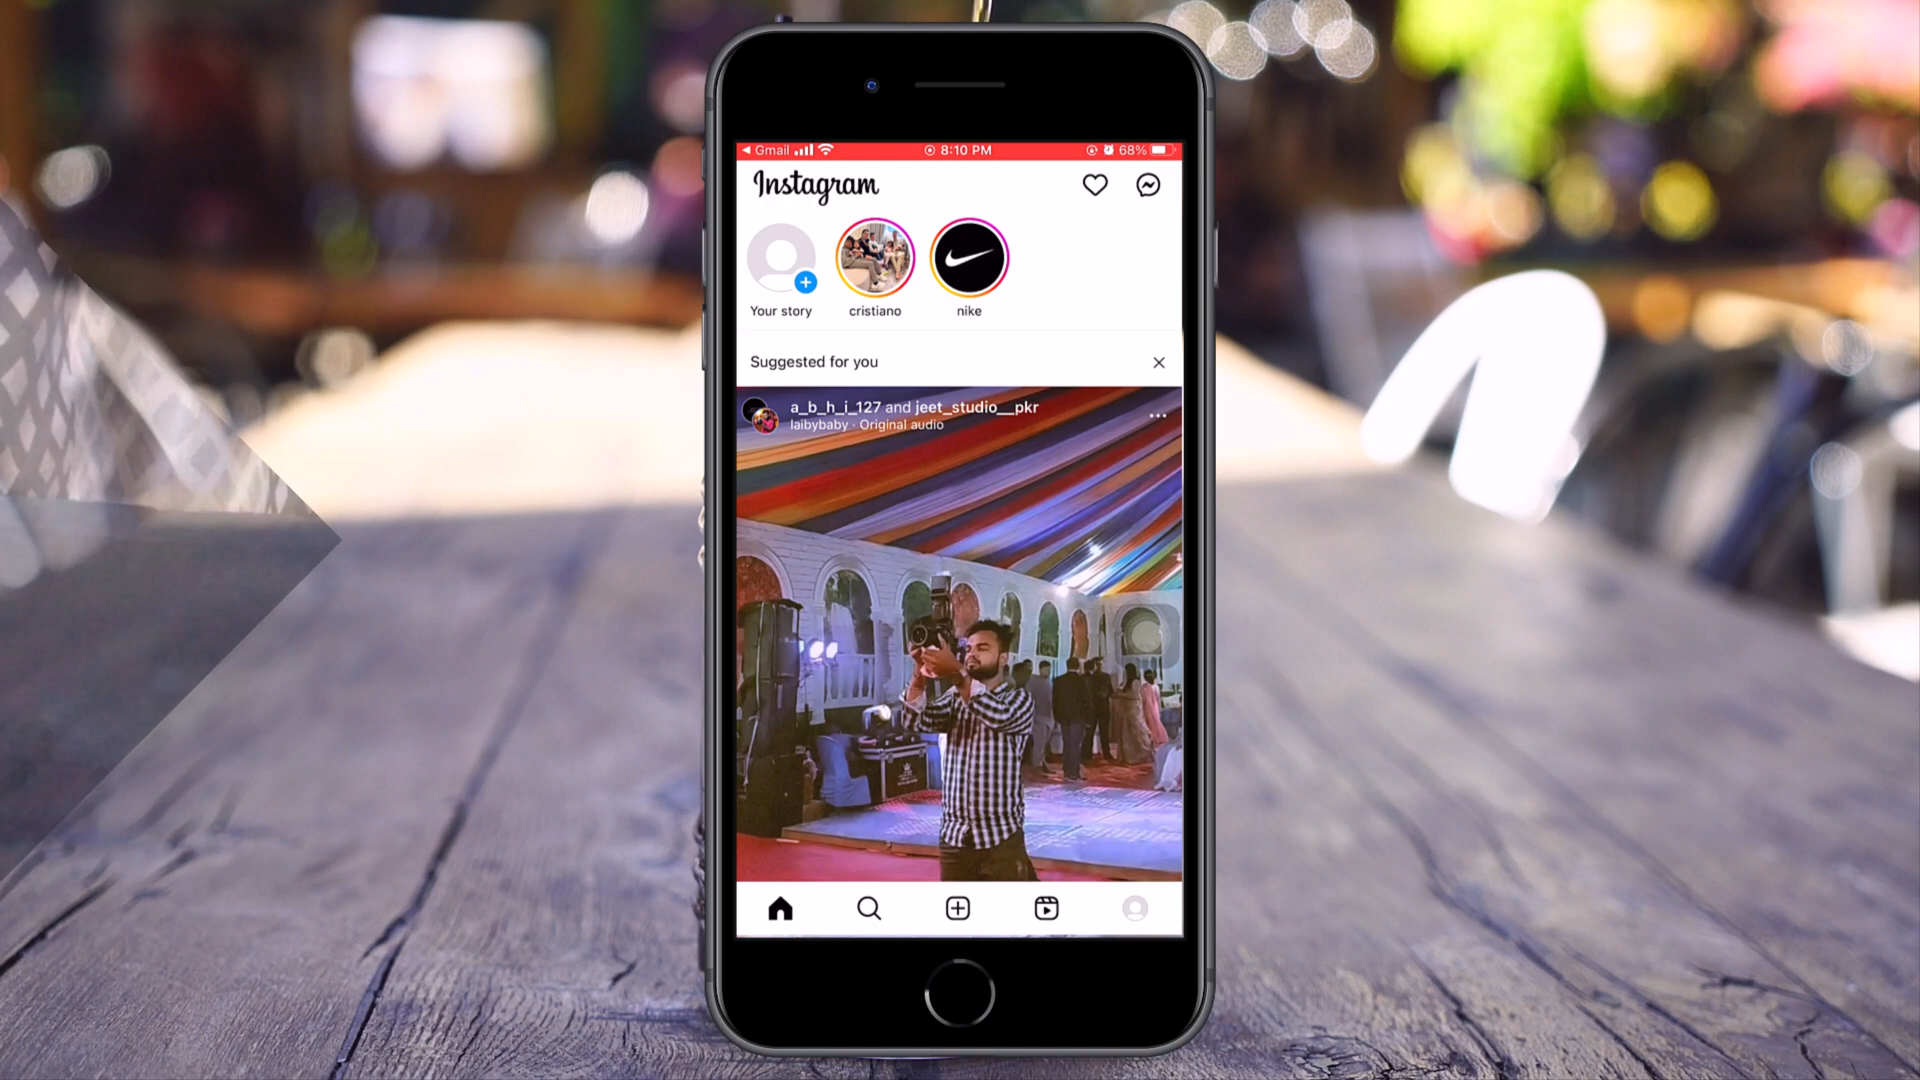 Gmail 8:10 PM 68%
Instagram
Your story cristiano nike
Suggested for you
a_b_h_i_127 and jeet_studio__pkr
laibybaby · Original audio